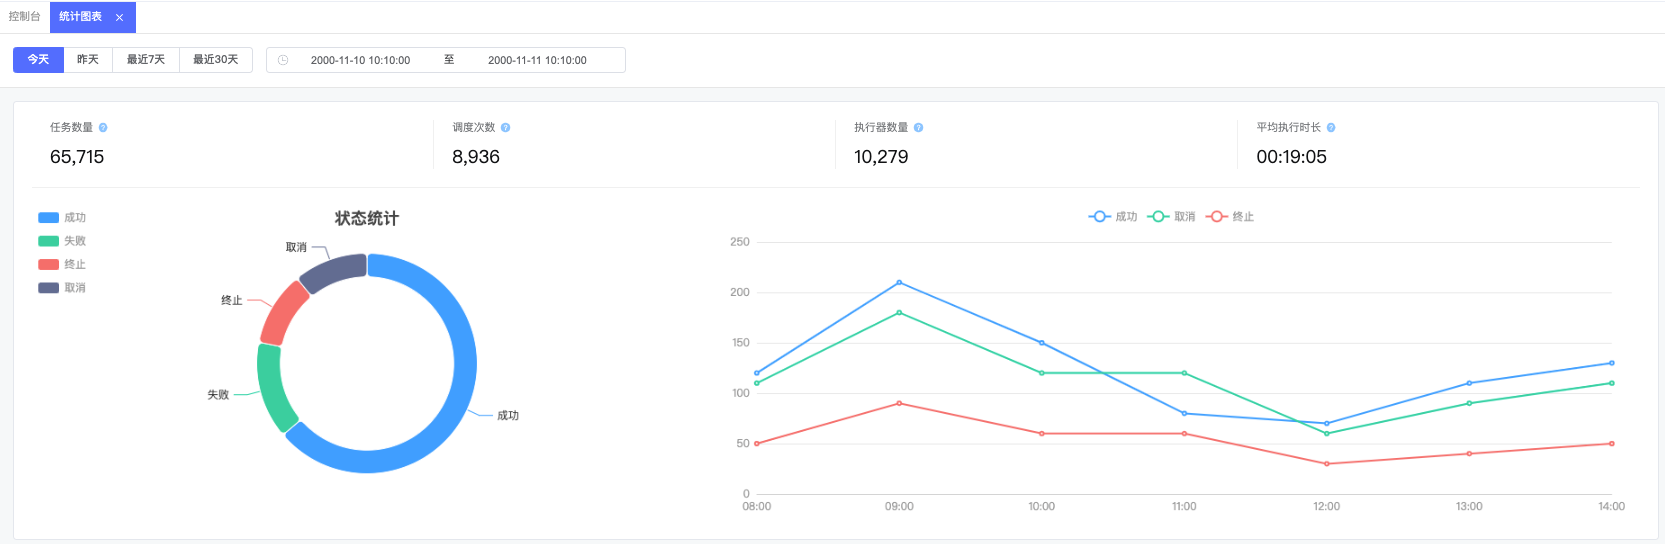 控制台 统计图表 ×
今天 昨天 最近7天 最近30天 2000-11-10 10:10:00 至 2000-11-11 10:10:00
任务数量 ? 调度次数 ? 执行器数量 ? 平均执行时长 ?
65,715 8,936 10,279 00:19:05
成功
失败
终止
取消
状态统计
取消
终止
失败
成功
成功 取消 终止
250
200
150
100
50
0
08:00 09:00 10:00 11:00 12:00 13:00 14:00